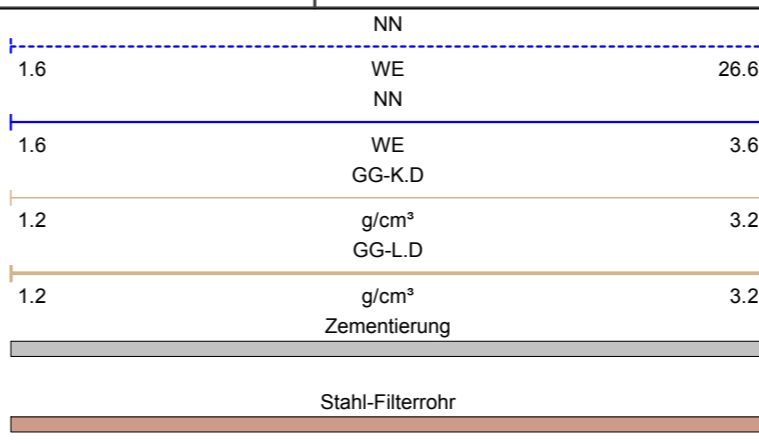 NN
1.6 WE 26.6
NN
1.6 WE 3.6
GG-K.D
1.2 g/cm³ 3.2
GG-L.D
1.2 g/cm³ 3.2
Zementierung
Stahl-Filterrohr